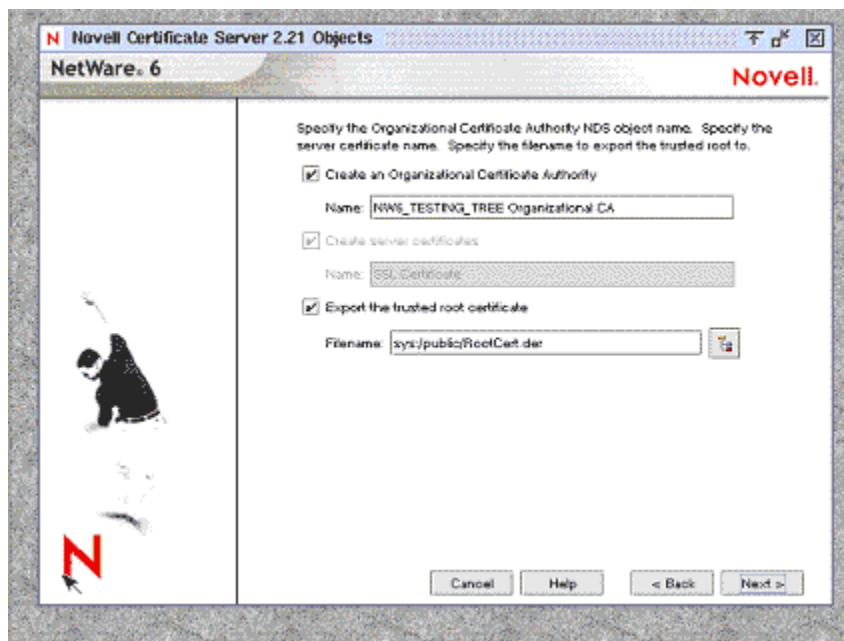 Novell Certificate Server 2.21 Objects
NetWare® 6
Novell.
Specify the Organizational Certificate Authority NDS object name. Specify the
server certificate name. Specify the filename to export the trusted root to.
Create an Organizational Certificate Authority
Name: NW6_TESTING_TREE Organizational CA
Create server certificates
Name: SSL Certificate
Export the trusted root certificate
Filename: sys:/public/RootCert.der
Cancel Help < Back Next >